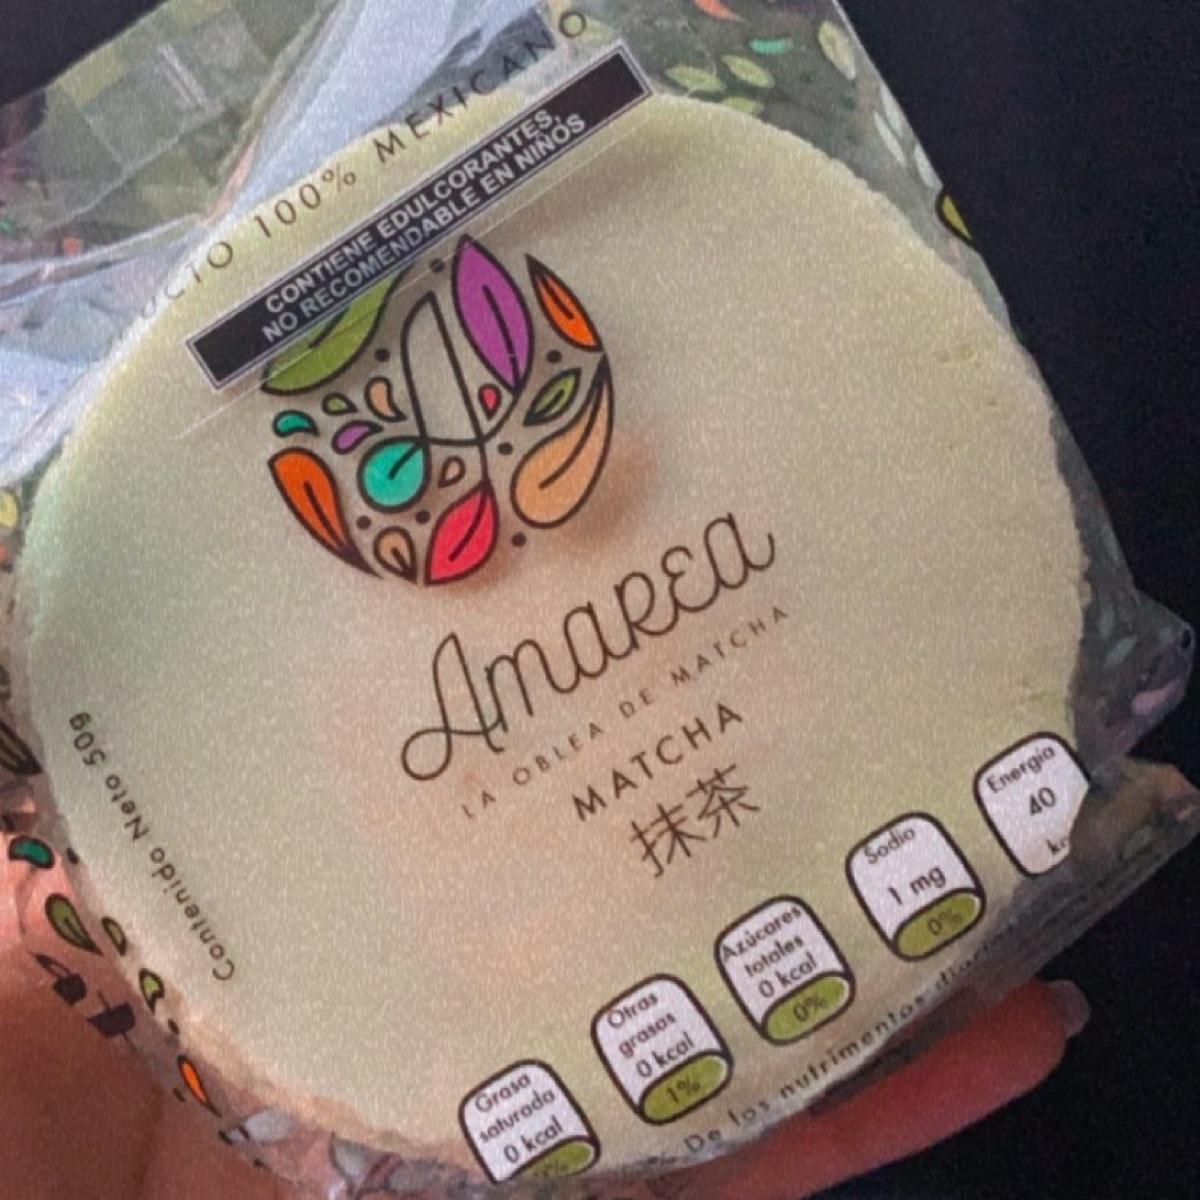 100% MEXICANO
CONTIENE EDULCORANTES,
NO RECOMENDABLE EN NIÑOS
Amarea
LA OBLEA DE MATCHA
MATCHA
抹茶
Contenido Neto 50g
Grasa
saturada
0 kcal
Otras
grasas
0 kcal
1%
Azúcares
totales
0 kcal
0%
Sodio
1 mg
0%
Energía
40
% De los nutrimentos